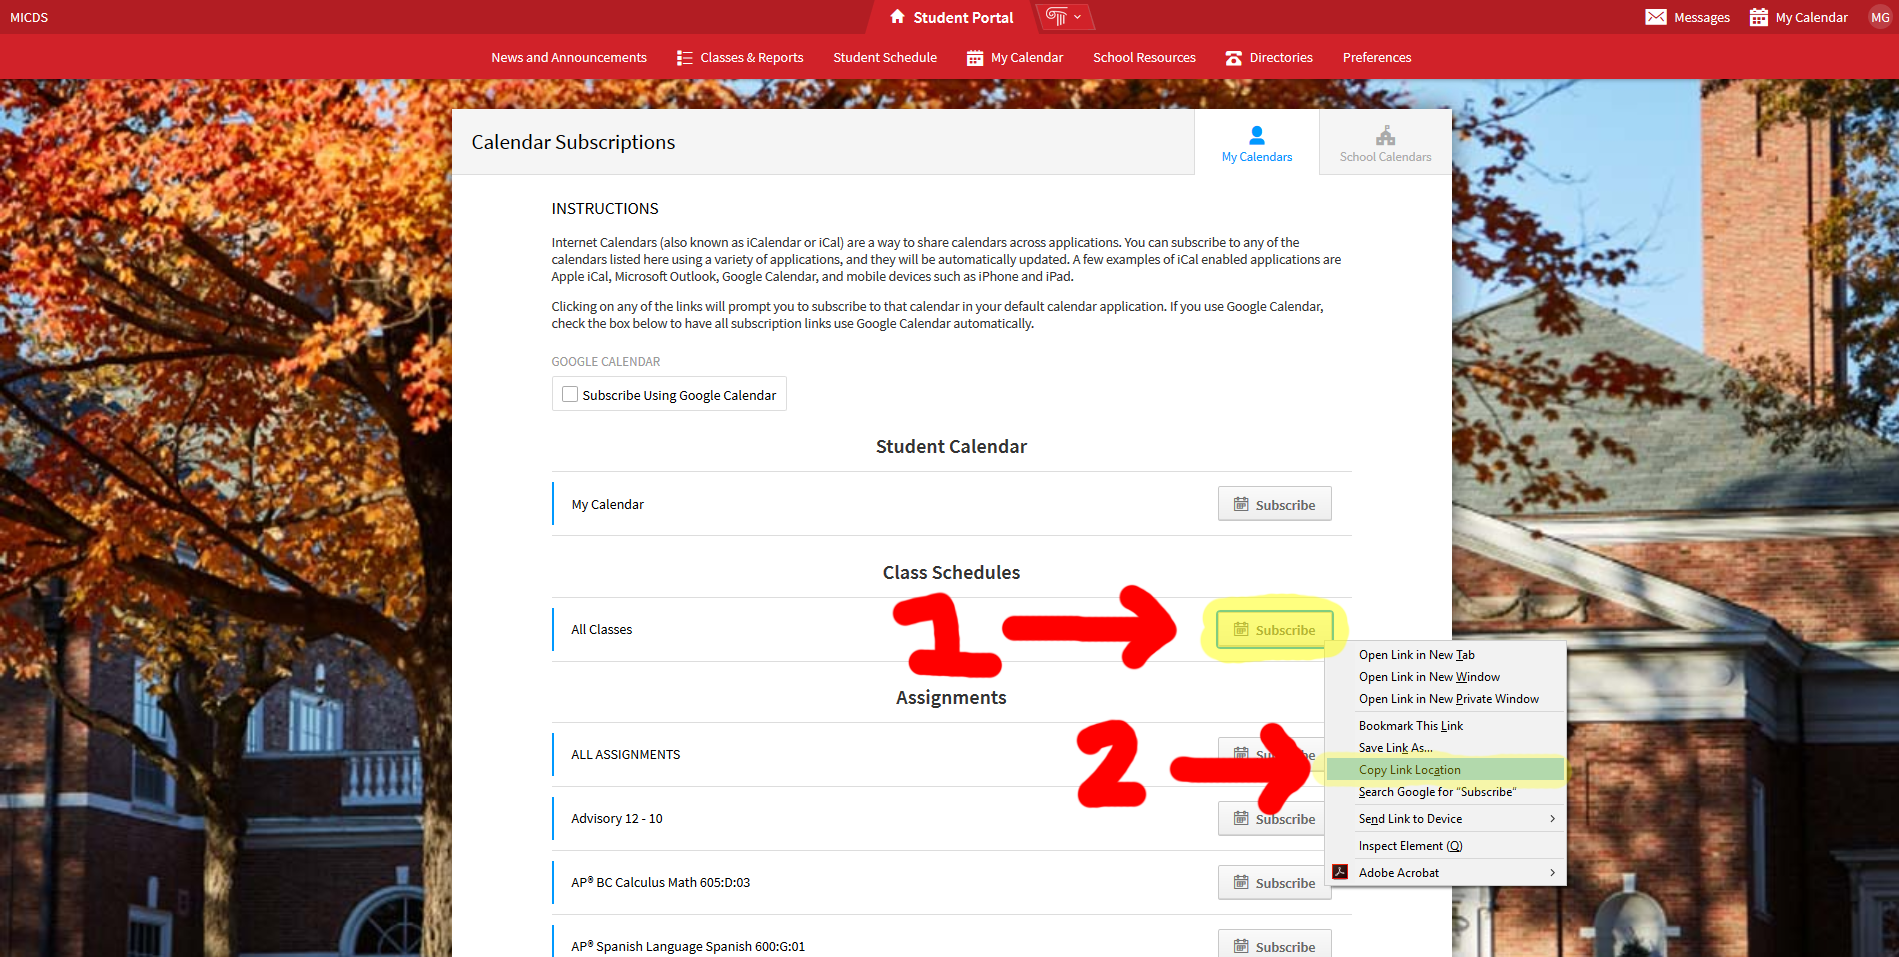 MICDS
Student Portal
Messages
My Calendar
MG
News and Announcements
Classes & Reports
Student Schedule
My Calendar
School Resources
Directories
Preferences
Calendar Subscriptions
My Calendars
School Calendars
INSTRUCTIONS
Internet Calendars (also known as iCalendar or iCal) are a way to share calendars across applications. You can subscribe to any of the
calendars listed here using a variety of applications, and they will be automatically updated. A few examples of iCal enabled applications are
Apple iCal, Microsoft Outlook, Google Calendar, and mobile devices such as iPhone and iPad.
Clicking on any of the links will prompt you to subscribe to that calendar in your default calendar application. If you use Google Calendar,
check the box below to have all subscription links use Google Calendar automatically.
GOOGLE CALENDAR
Subscribe Using Google Calendar
Student Calendar
My Calendar
Subscribe
Class Schedules
All Classes
1
Subscribe
Open Link in New Tab
Open Link in New Window
Open Link in New Private Window
Bookmark This Link
Save Link As...
Copy Link Location
Search Google for "Subscribe"
Send Link to Device
Inspect Element (Q)
Adobe Acrobat
Assignments
ALL ASSIGNMENTS
2
Advisory 12 - 10
Subscribe
AP® BC Calculus Math 605:D:03
Subscribe
AP® Spanish Language Spanish 600:G:01
Subscribe